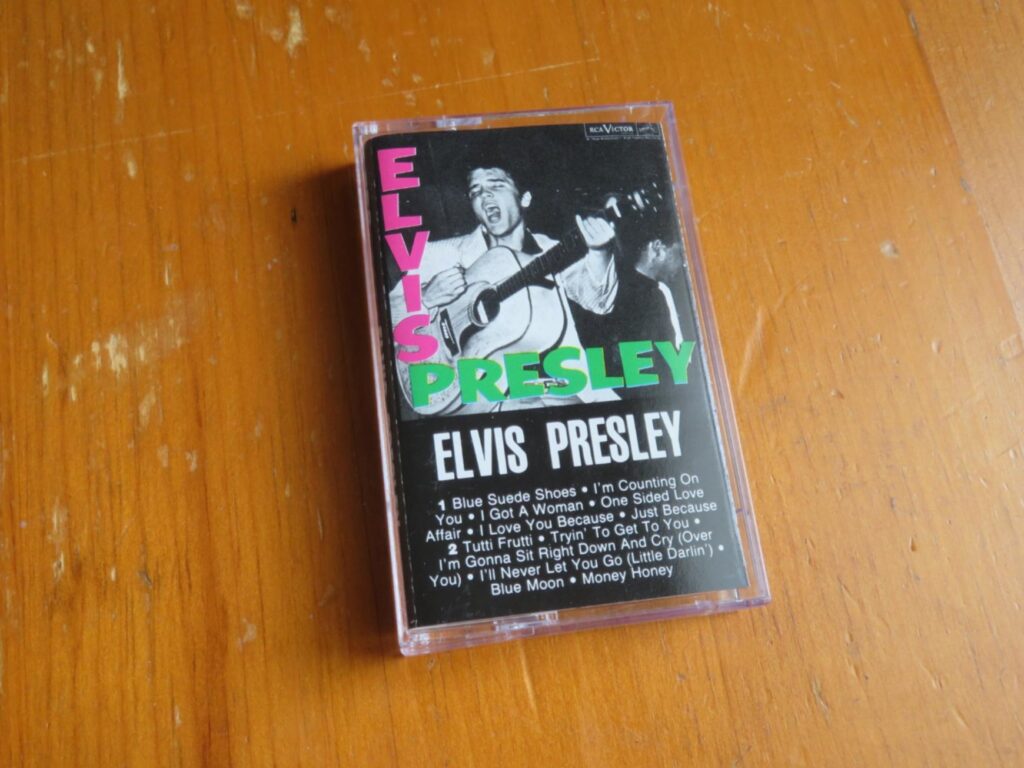 RCA VICTOR
ELVIS
PRESLEY
ELVIS PRESLEY
1 Blue Suede Shoes • I'm Counting On
You • I Got A Woman • One Sided Love
Affair • I Love You Because • Just Because
2 Tutti Frutti • Tryin' To Get To You •
I'm Gonna Sit Right Down And Cry (Over
You) • I'll Never Let You Go (Little Darlin') •
Blue Moon • Money Honey